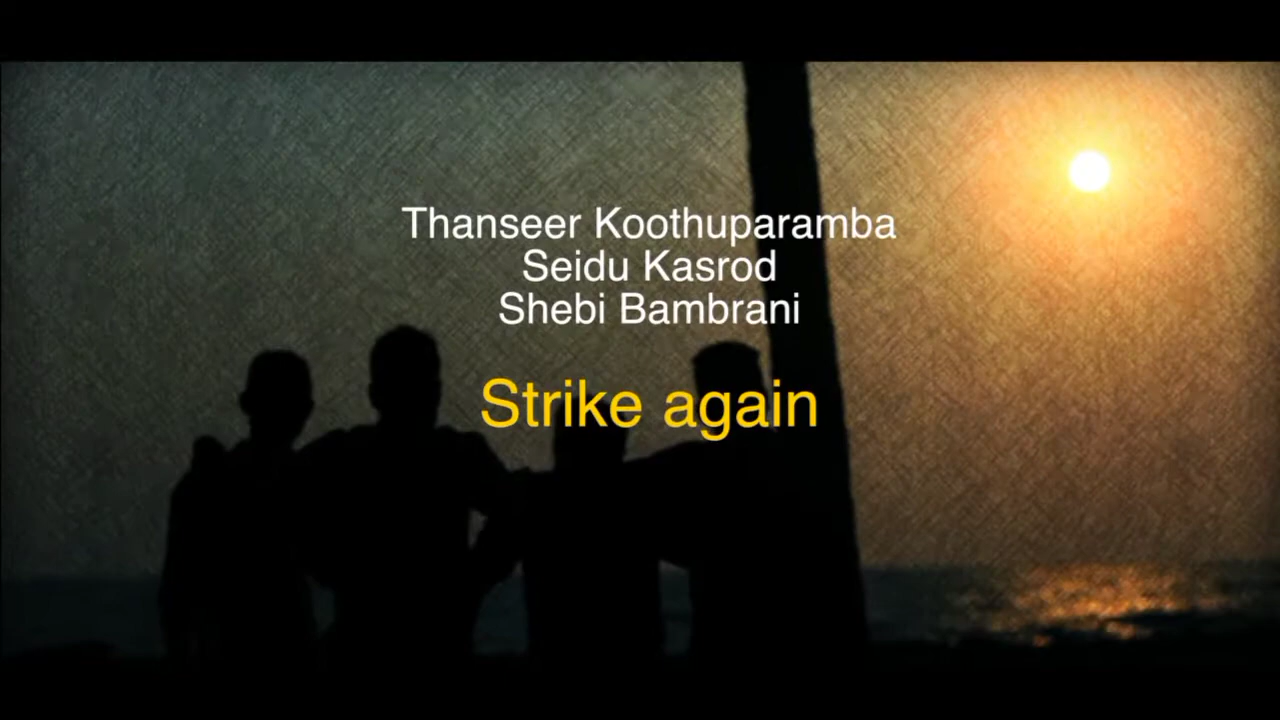 Thanseer Koothuparamba
Seidu Kasrod
Shebi Bambrani
Strike again